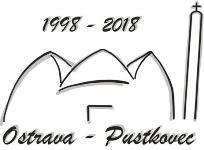 1998 - 2018
Ostrava - Pustkovec